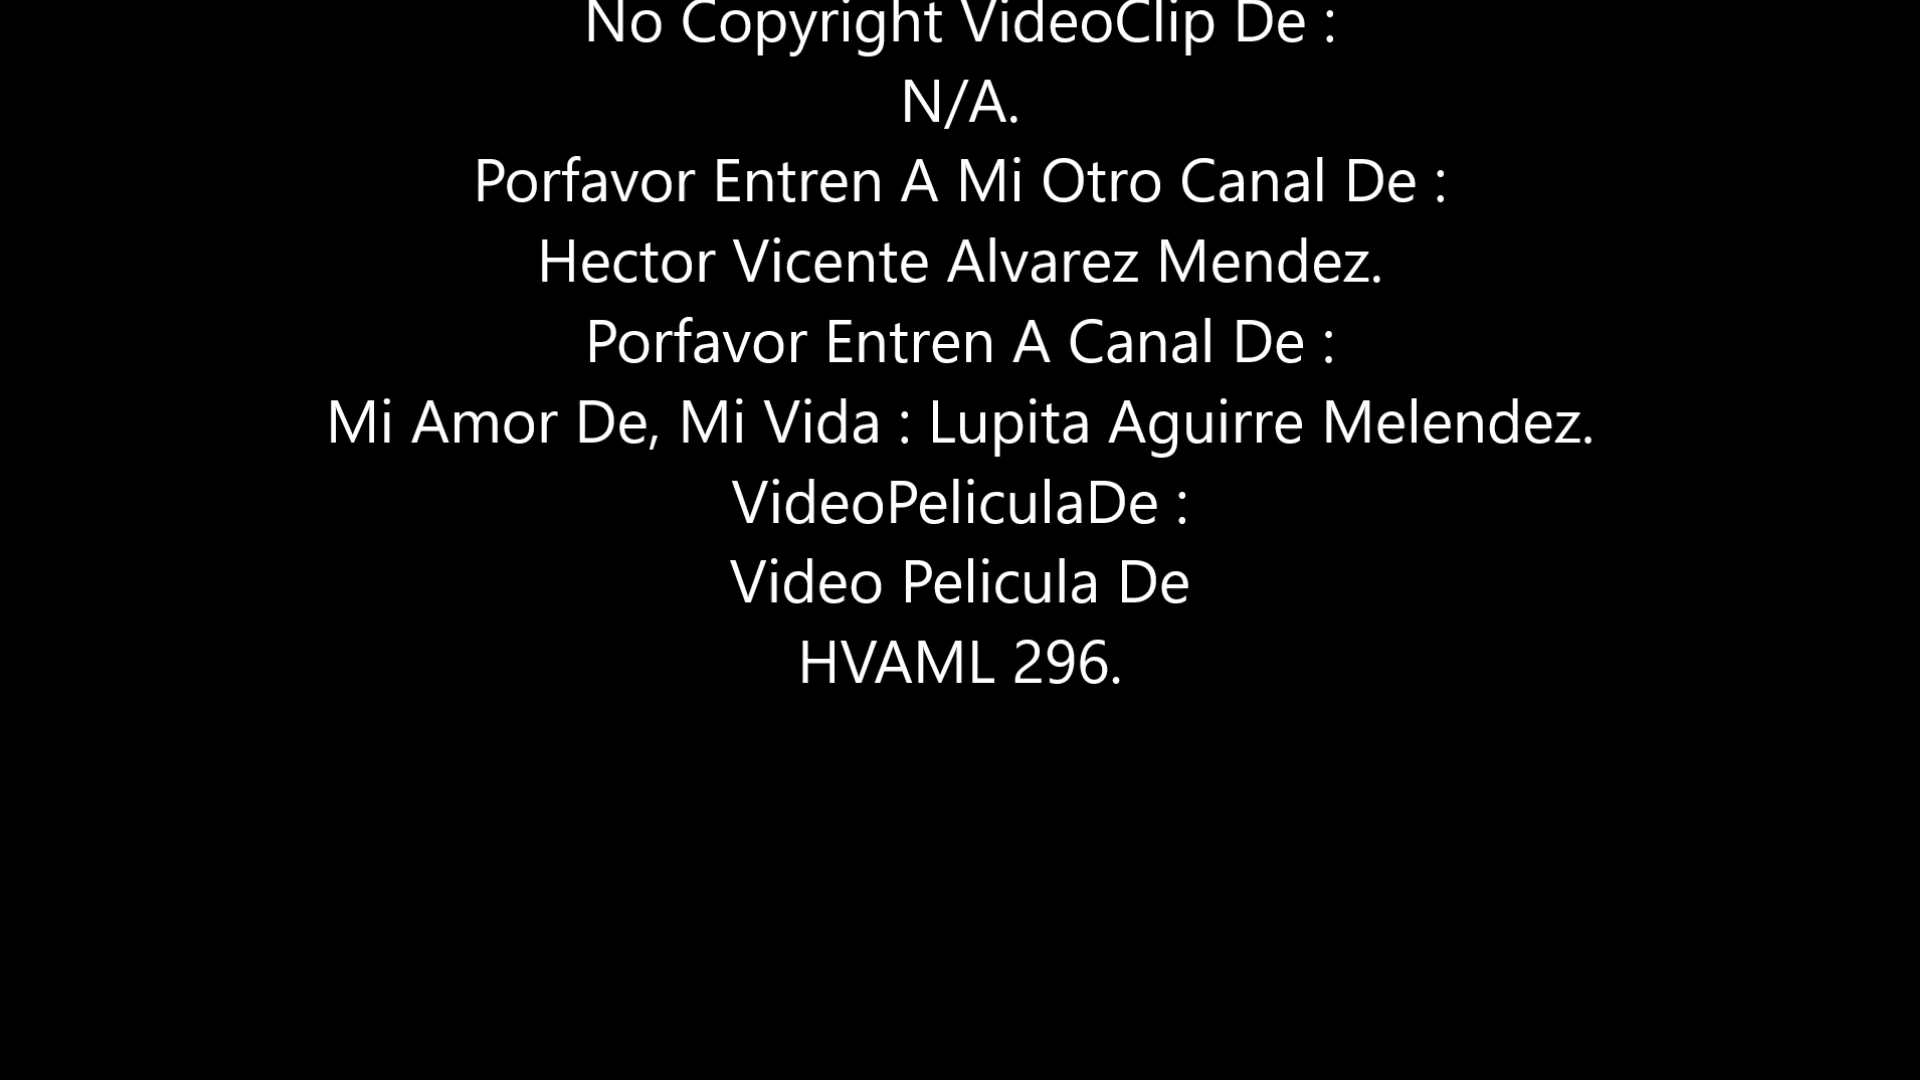 No Copyright VideoClip De :
N/A.
Porfavor Entren A Mi Otro Canal De :
Hector Vicente Alvarez Mendez.
Porfavor Entren A Canal De :
Mi Amor De, Mi Vida : Lupita Aguirre Melendez.
VideoPeliculaDe :
Video Pelicula De
HVAML 296.